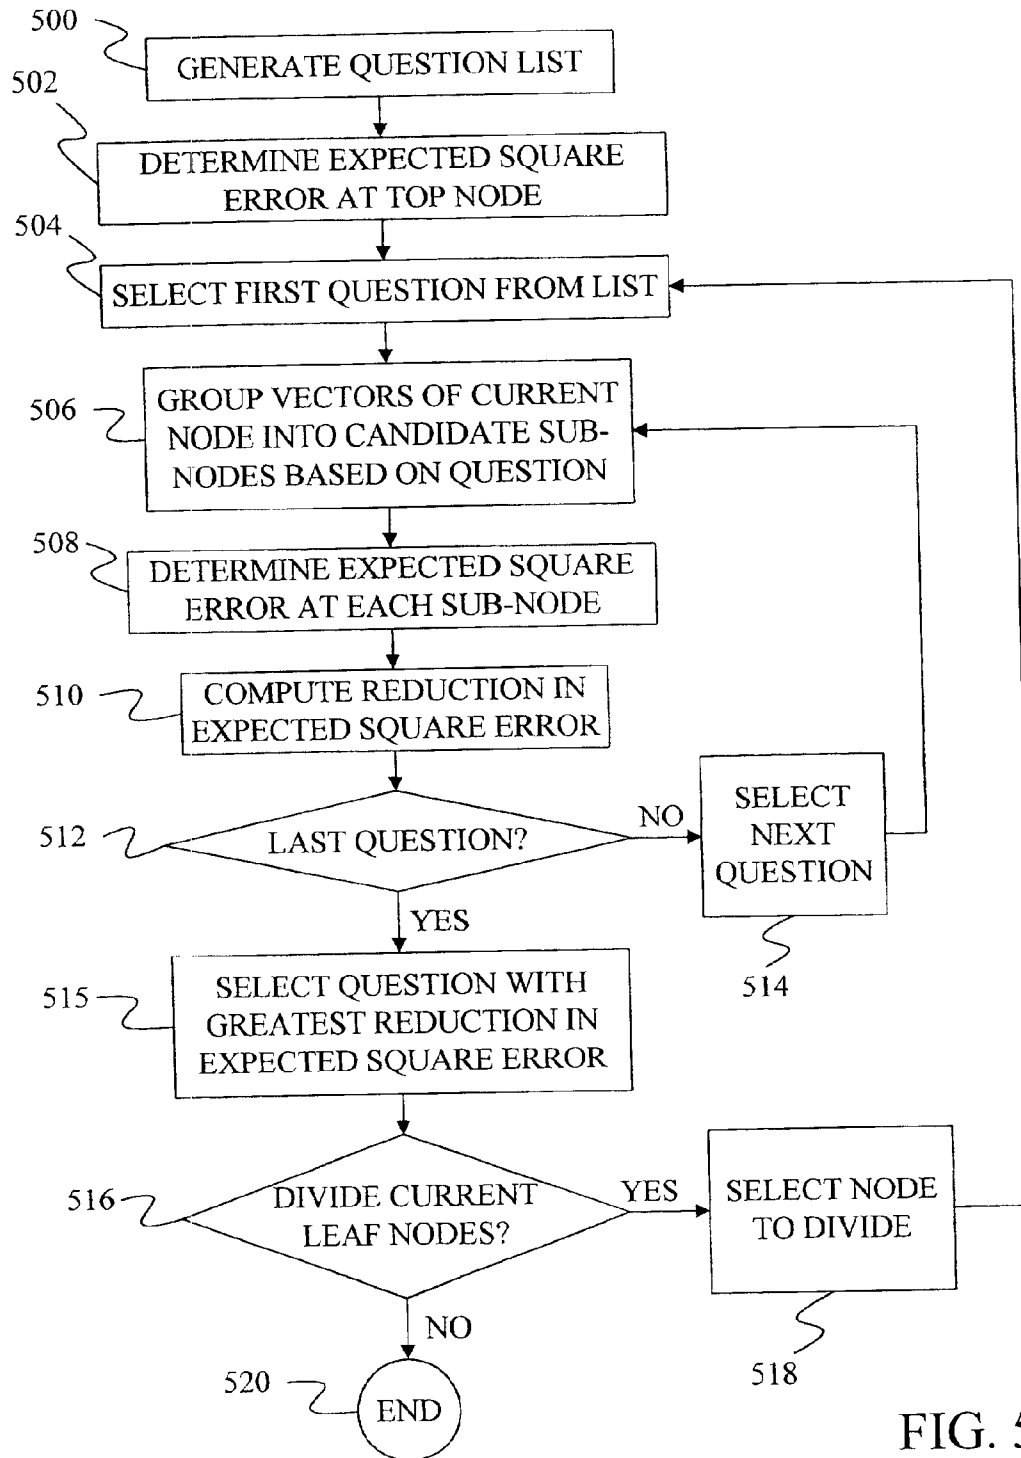 500
GENERATE QUESTION LIST
502
DETERMINE EXPECTED SQUARE
ERROR AT TOP NODE
504
SELECT FIRST QUESTION FROM LIST
506
GROUP VECTORS OF CURRENT
NODE INTO CANDIDATE SUB-
NODES BASED ON QUESTION
508
DETERMINE EXPECTED SQUARE
ERROR AT EACH SUB-NODE
510
COMPUTE REDUCTION IN
EXPECTED SQUARE ERROR
512
LAST QUESTION?
NO
SELECT
NEXT
QUESTION
514
YES
515
SELECT QUESTION WITH
GREATEST REDUCTION IN
EXPECTED SQUARE ERROR
516
DIVIDE CURRENT
LEAF NODES?
YES
SELECT NODE
TO DIVIDE
518
NO
520
END
FIG. 5